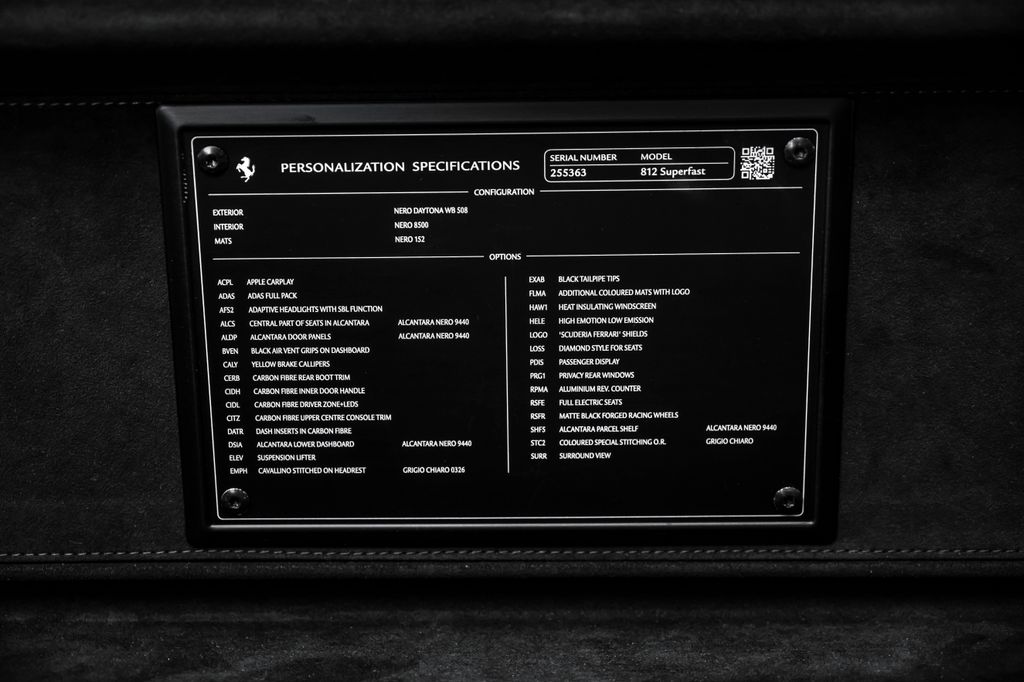 PERSONALIZATION SPECIFICATIONS
SERIAL NUMBER MODEL
255363 812 Superfast
CONFIGURATION
EXTERIOR NERO DAYTONA WB 508
INTERIOR NERO 8500
MATS NERO 152
OPTIONS
ACPL APPLE CARPLAY
ADAS ADAS FULL PACK
AFS2 ADAPTIVE HEADLIGHTS WITH SBL FUNCTION
ALCS CENTRAL PART OF SEATS IN ALCANTARA ALCANTARA NERO 9440
ALDP ALCANTARA DOOR PANELS ALCANTARA NERO 9440
BVEN BLACK AIR VENT GRIPS ON DASHBOARD
CALY YELLOW BRAKE CALLIPERS
CERB CARBON FIBRE REAR BOOT TRIM
CIDH CARBON FIBRE INNER DOOR HANDLE
CIDL CARBON FIBRE DRIVER ZONE+LEDS
CITZ CARBON FIBRE UPPER CENTRE CONSOLE TRIM
DATR DASH INSERTS IN CARBON FIBRE
DSIA ALCANTARA LOWER DASHBOARD ALCANTARA NERO 9440
ELEV SUSPENSION LIFTER
EMPH CAVALLINO STITCHED ON HEADREST GRIGIO CHIARO 0326
EXAB BLACK TAILPIPE TIPS
FLMA ADDITIONAL COLOURED MATS WITH LOGO
HAW1 HEAT INSULATING WINDSCREEN
HELE HIGH EMOTION LOW EMISSION
LOGO "SCUDERIA FERRARI" SHIELDS
LOSS DIAMOND STYLE FOR SEATS
PDIS PASSENGER DISPLAY
PRG1 PRIVACY REAR WINDOWS
RPMA ALUMINIUM REV. COUNTER
RSFE FULL ELECTRIC SEATS
RSFR MATTE BLACK FORGED RACING WHEELS
SHFS ALCANTARA PARCEL SHELF ALCANTARA NERO 9440
STC2 COLOURED SPECIAL STITCHING O.R. GRIGIO CHIARO
SURR SURROUND VIEW